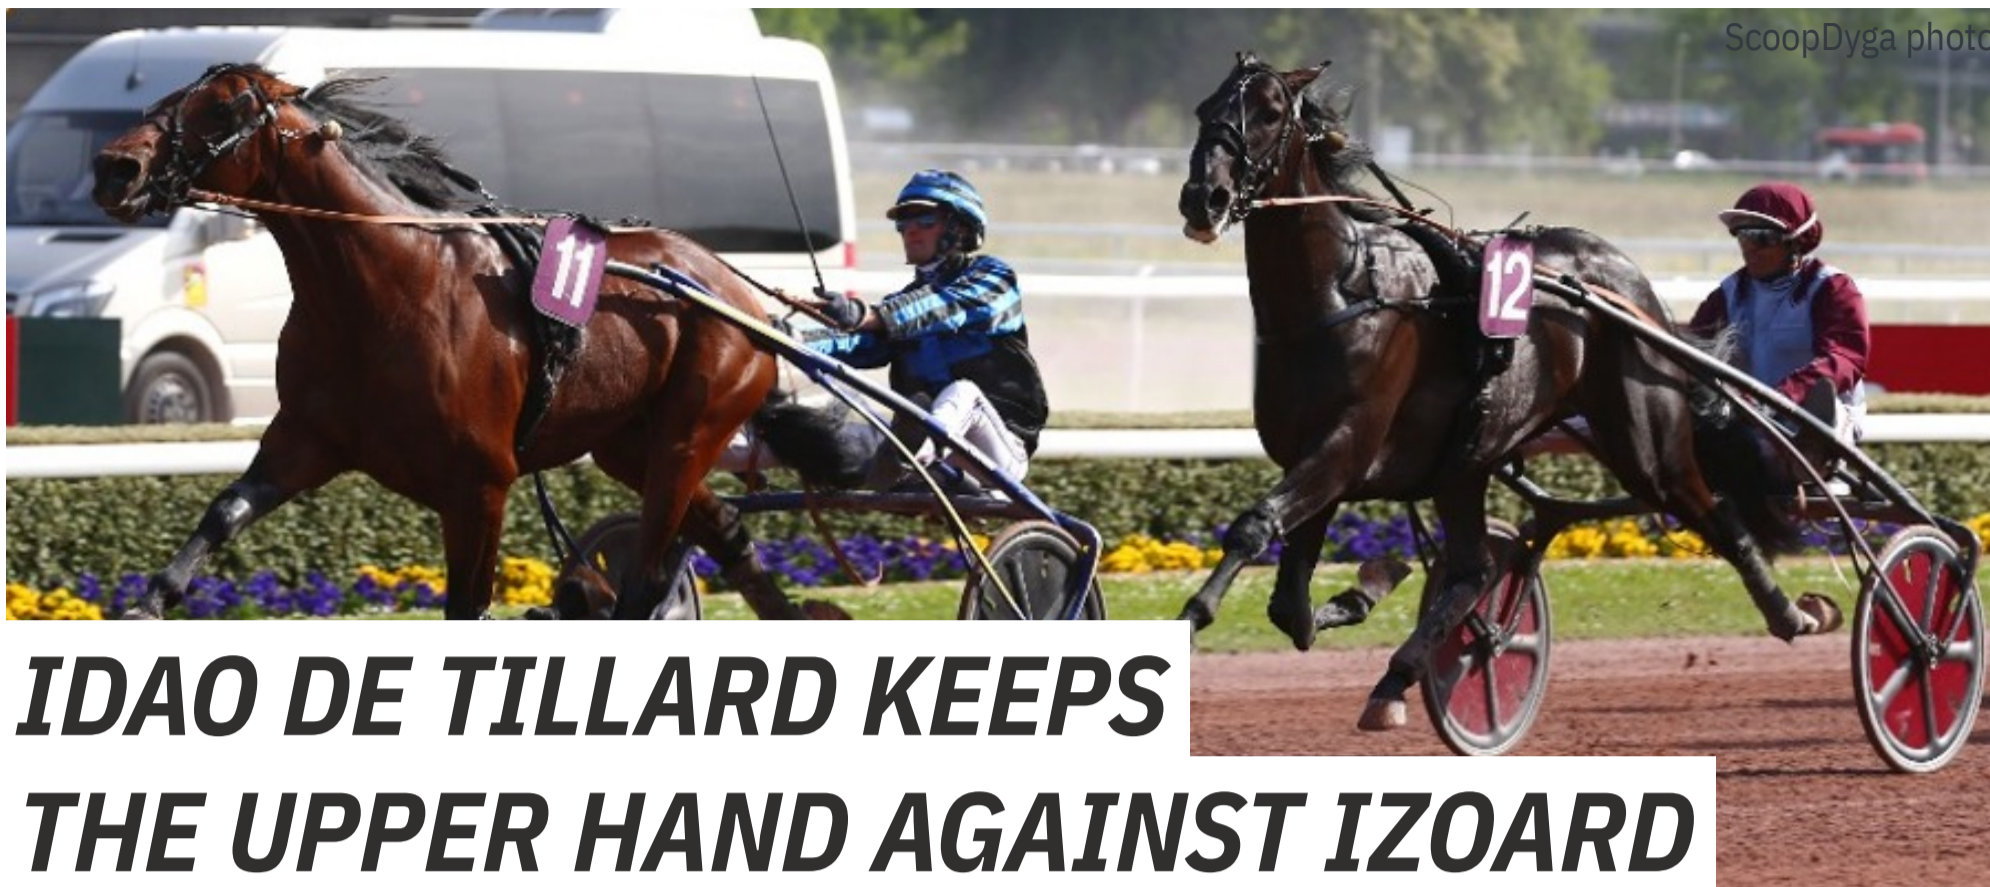 ScoopDyga photo
11
12
IDAO DE TILLARD KEEPS
THE UPPER HAND AGAINST IZOARD